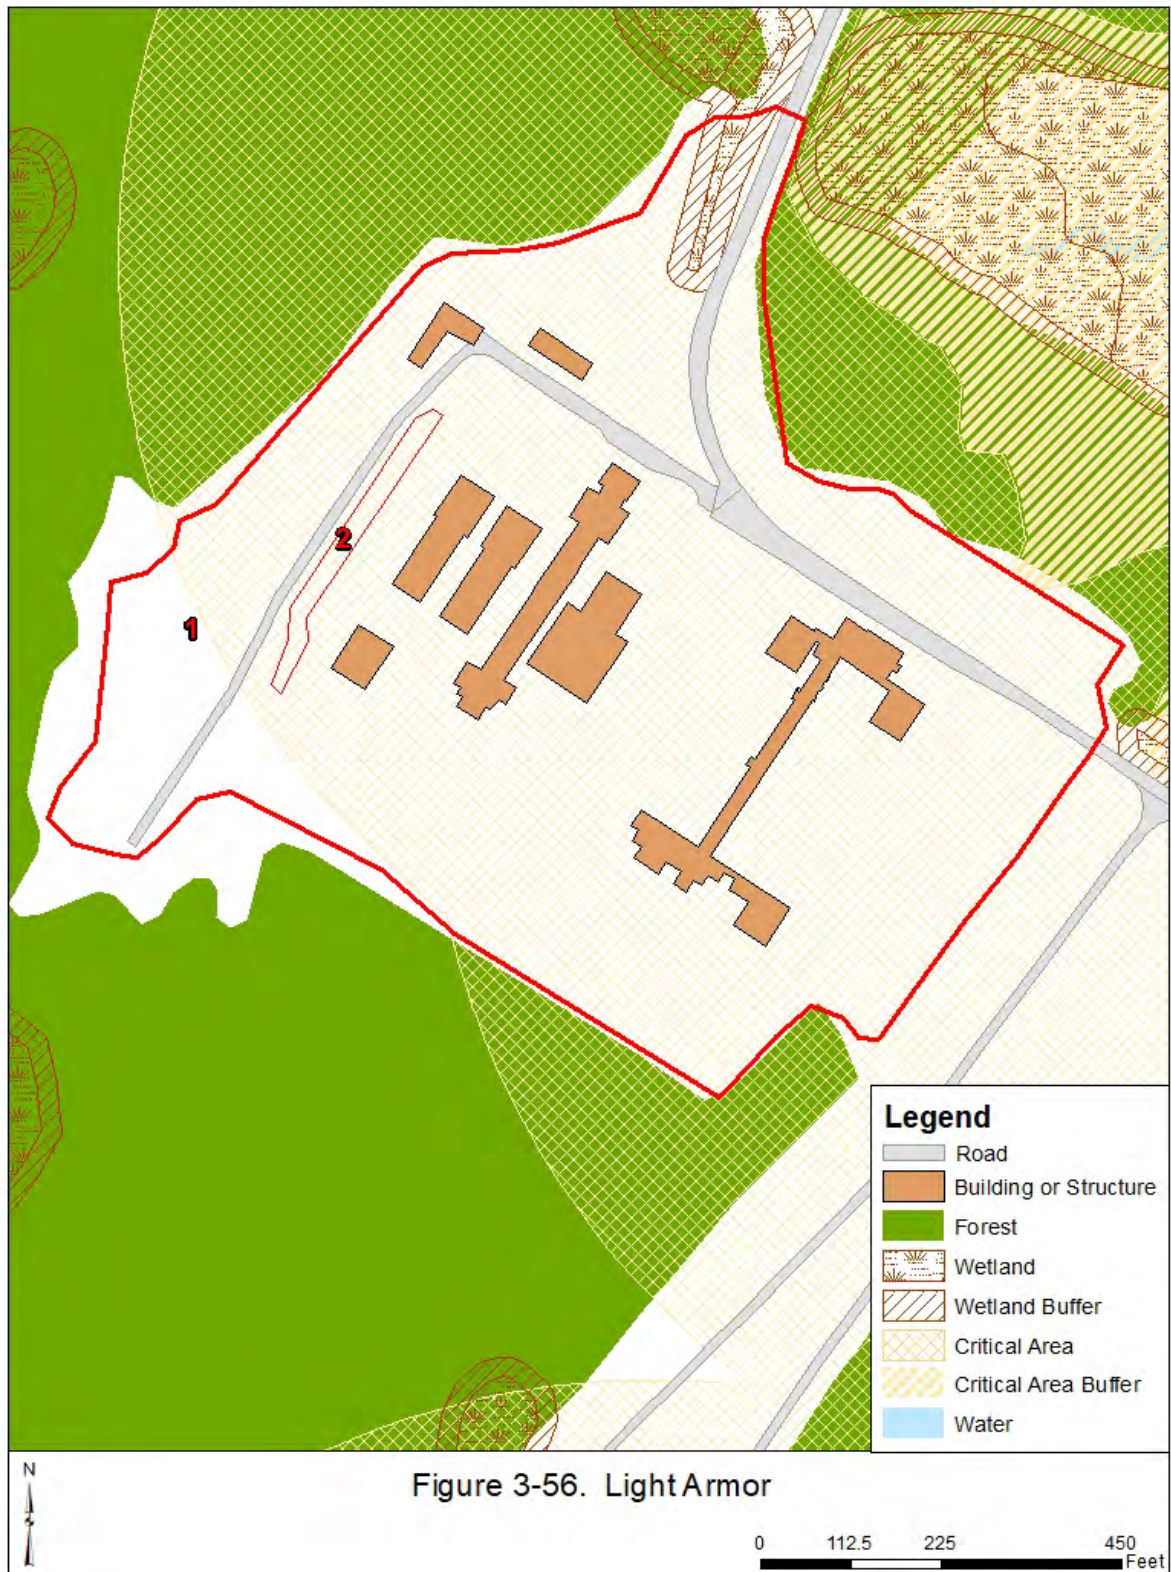 2
1
Legend
Road
Building or Structure
Forest
Wetland
Wetland Buffer
Critical Area
Critical Area Buffer
Water
N
Figure 3-56. Light Armor
0 112.5 225 450
Feet